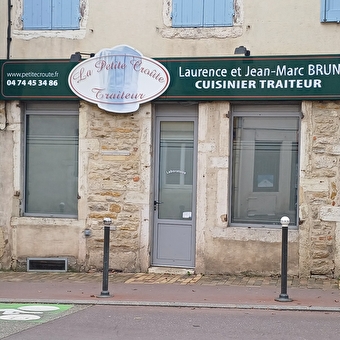 www.petitecroute.fr
04 74 45 34 86
La Petite Croûte
Traiteur
Laurence et Jean-Marc BRUN
CUISINIER TRAITEUR